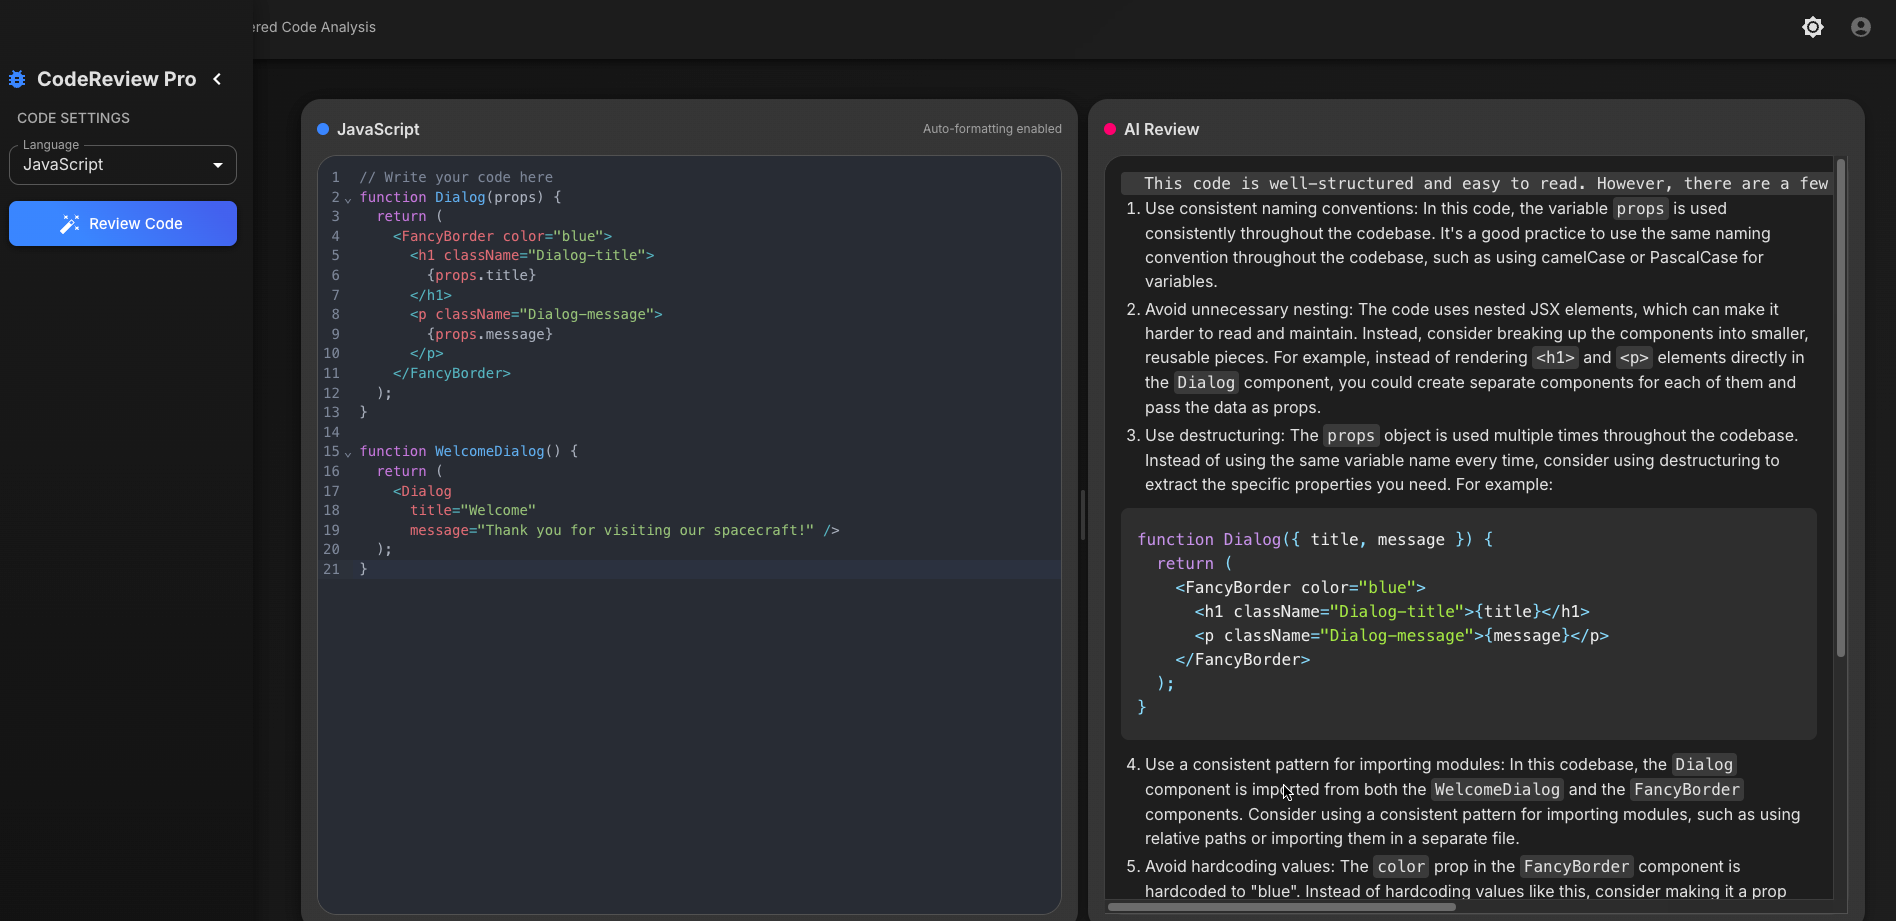 ered Code Analysis
CodeReview Pro
CODE SETTINGS
Language
JavaScript
Review Code
JavaScript
Auto-formatting enabled
1 // Write your code here
2 function Dialog(props) {
3   return (
4     <FancyBorder color="blue">
5       <h1 className="Dialog-title">
6         {props.title}
7       </h1>
8       <p className="Dialog-message">
9         {props.message}
10       </p>
11     </FancyBorder>
12   );
13 }
14
15 function WelcomeDialog() {
16   return (
17     <Dialog
18       title="Welcome"
19       message="Thank you for visiting our spacecraft!" />
20   );
21 }
AI Review
This code is well-structured and easy to read. However, there are a few
1. Use consistent naming conventions: In this code, the variable props is used
consistently throughout the codebase. It's a good practice to use the same naming
convention throughout the codebase, such as using camelCase or PascalCase for
variables.
2. Avoid unnecessary nesting: The code uses nested JSX elements, which can make it
harder to read and maintain. Instead, consider breaking up the components into smaller,
reusable pieces. For example, instead of rendering <h1> and <p> elements directly in
the Dialog component, you could create separate components for each of them and
pass the data as props.
3. Use destructuring: The props object is used multiple times throughout the codebase.
Instead of using the same variable name every time, consider using destructuring to
extract the specific properties you need. For example:
function Dialog({ title, message }) {
  return (
    <FancyBorder color="blue">
      <h1 className="Dialog-title">{title}</h1>
      <p className="Dialog-message">{message}</p>
    </FancyBorder>
  );
}
4. Use a consistent pattern for importing modules: In this codebase, the Dialog
component is imported from both the WelcomeDialog and the FancyBorder
components. Consider using a consistent pattern for importing modules, such as using
relative paths or importing them in a separate file.
5. Avoid hardcoding values: The color prop in the FancyBorder component is
hardcoded to "blue". Instead of hardcoding values like this, consider making it a prop